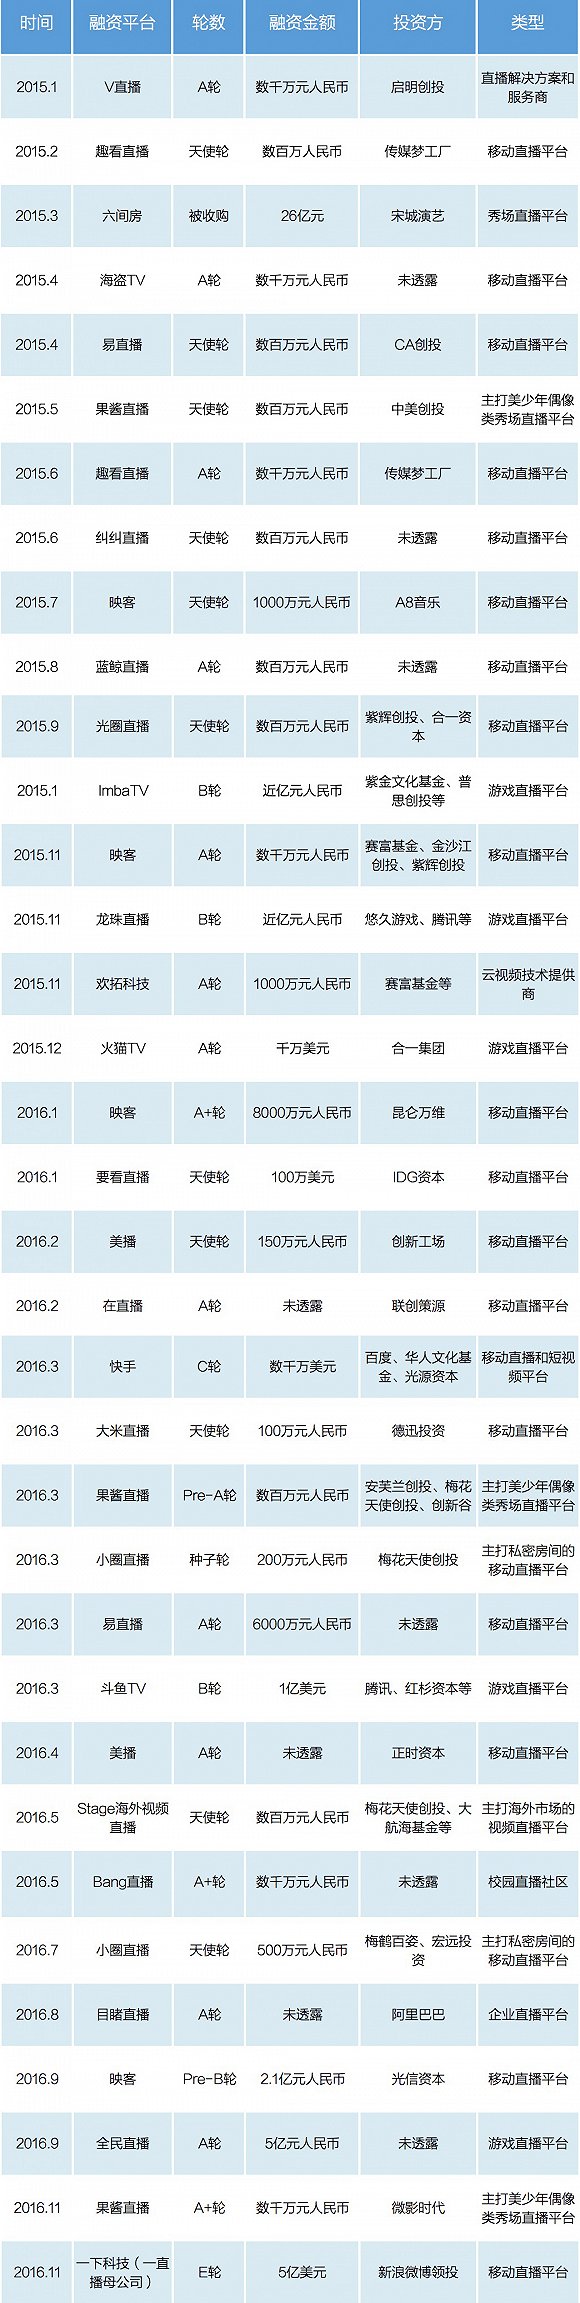 时间 融资平台 轮数 融资金额 投资方 类型
2015.1 V直播 A轮 数千万元人民币 启明创投 直播解决方案和
服务商
2015.2 趣看直播 天使轮 数百万人民币 传媒梦工厂 移动直播平台
2015.3 六间房 被收购 26亿元 宋城演艺 秀场直播平台
2015.4 海盗TV A轮 数千万元人民币 未透露 移动直播平台
2015.4 易直播 天使轮 数百万元人民币 CA创投 移动直播平台
2015.5 果酱直播 天使轮 数百万元人民币 中美创投 主打美少年偶像
类秀场直播平台
2015.6 趣看直播 A轮 数千万元人民币 传媒梦工厂 移动直播平台
2015.6 纠纠直播 天使轮 数百万元人民币 未透露 移动直播平台
2015.7 映客 天使轮 1000万元人民币 A8音乐 移动直播平台
2015.8 蓝鲸直播 A轮 数百万元人民币 未透露 移动直播平台
2015.9 光圈直播 天使轮 数百万元人民币 紫辉创投、合一资
本 移动直播平台
2015.1 ImbaTV B轮 近亿元人民币 紫金文化基金、普
思创投等 游戏直播平台
2015.11 映客 A轮 数千万元人民币 赛富基金、金沙江
创投、紫辉创投 移动直播平台
2015.11 龙珠直播 B轮 近亿元人民币 悠久游戏、腾讯等 游戏直播平台
2015.11 欢拓科技 A轮 1000万元人民币 赛富基金等 云视频技术提供
商
2015.12 火猫TV A轮 千万美元 合一集团 游戏直播平台
2016.1 映客 A+轮 8000万元人民币 昆仑万维 移动直播平台
2016.1 要看直播 天使轮 100万美元 IDG资本 移动直播平台
2016.2 美播 天使轮 150万元人民币 创新工场 移动直播平台
2016.2 在直播 A轮 未透露 联创策源 移动直播平台
2016.3 快手 C轮 数千万美元 百度、华人文化基
金、光源资本 移动直播和短视
频平台
2016.3 大米直播 天使轮 100万元人民币 德迅投资 移动直播平台
2016.3 果酱直播 Pre-A轮 数百万元人民币 安芙兰创投、梅花
天使创投、创新谷 主打美少年偶像
类秀场直播平台
2016.3 小圈直播 种子轮 200万元人民币 梅花天使创投 主打私密房间的
移动直播平台
2016.3 易直播 A轮 6000万元人民币 未透露 移动直播平台
2016.3 斗鱼TV B轮 1亿美元 腾讯、红杉资本等 游戏直播平台
2016.4 美播 A轮 未透露 正时资本 移动直播平台
2016.5 Stage海外视频
直播 天使轮 数百万元人民币 梅花天使创投、大
航海基金等 主打海外市场的
视频直播平台
2016.5 Bang直播 A+轮 数千万元人民币 未透露 校园直播社区
2016.7 小圈直播 天使轮 500万元人民币 梅鹤百姿、宏远投
资 主打私密房间的
移动直播平台
2016.8 目睹直播 A轮 未透露 阿里巴巴 企业直播平台
2016.9 映客 Pre-B轮 2.1亿元人民币 光信资本 移动直播平台
2016.9 全民直播 A轮 5亿元人民币 未透露 游戏直播平台
2016.11 果酱直播 A+轮 数千万元人民币 微影时代 主打美少年偶像
类秀场直播平台
2016.11 一下科技（一直
播母公司） E轮 5亿美元 新浪微博领投 移动直播平台